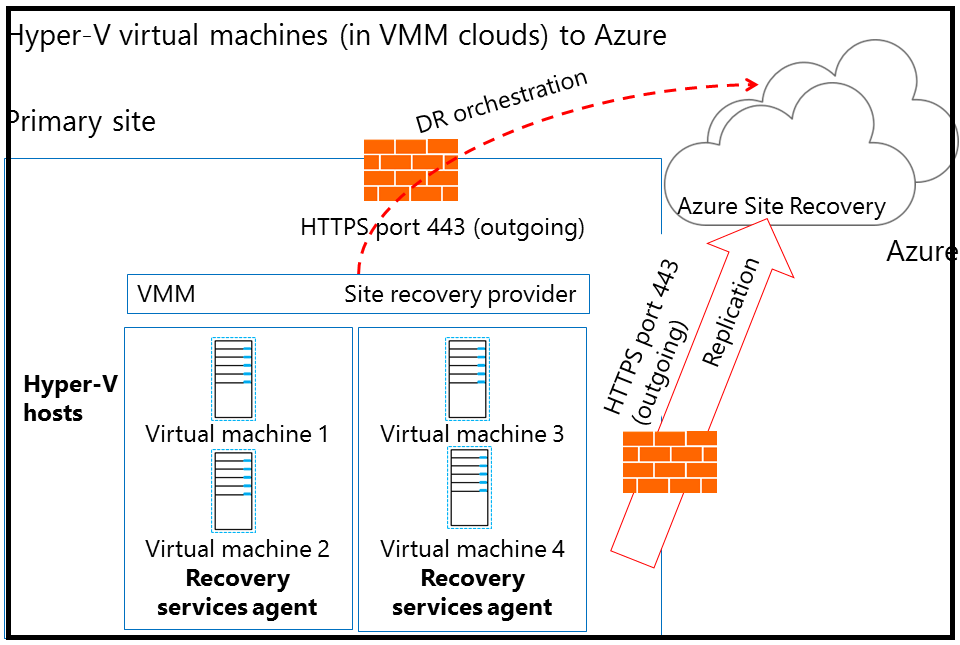 Hyper-V virtual machines (in VMM clouds) to Azure
Primary site
DR orchestration
HTTPS port 443 (outgoing)
Azure Site Recovery
Azure
VMM
Site recovery provider
HTTPS port 443
(outgoing)
Replication
Hyper-V
hosts
Virtual machine 1
Virtual machine 2
Recovery
services agent
Virtual machine 3
Virtual machine 4
Recovery
services agent